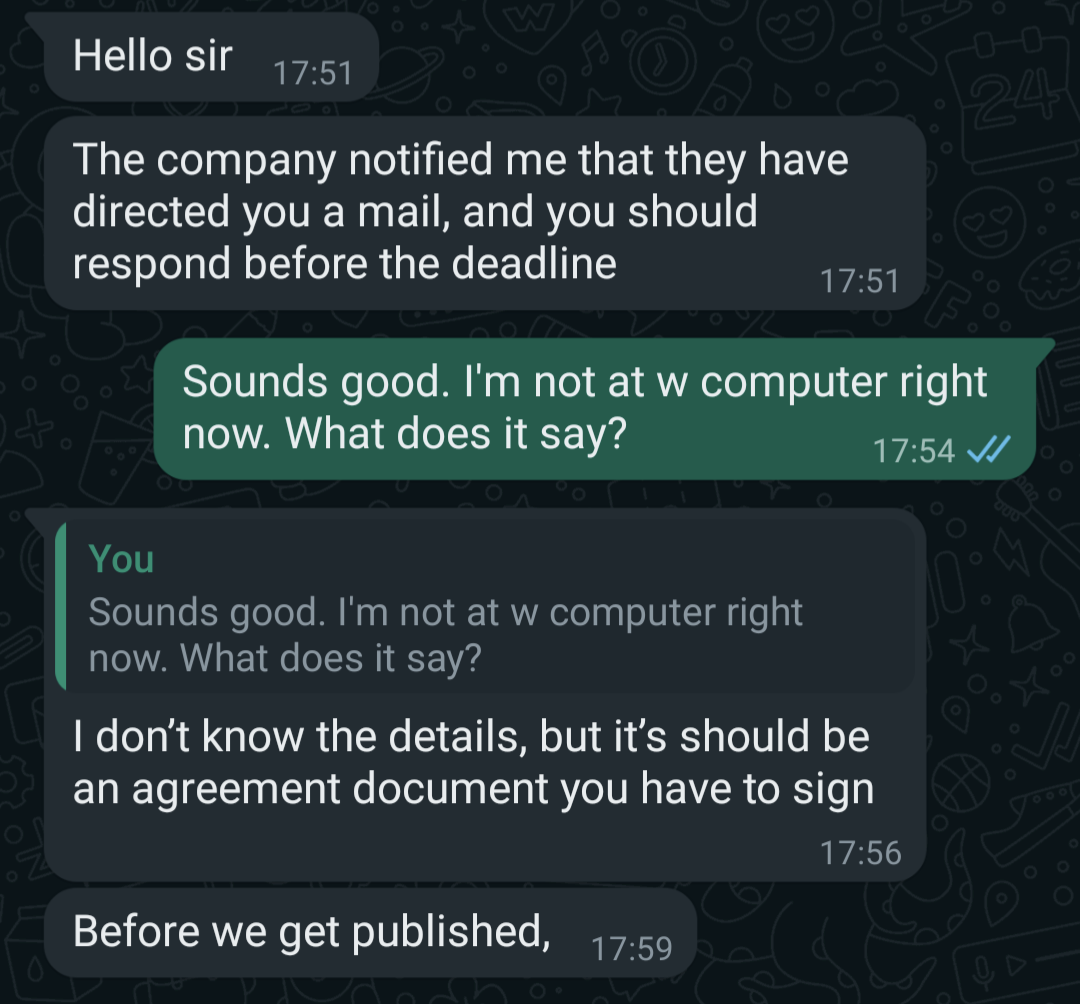 Hello sir
17:51
The company notified me that they have
directed you a mail, and you should
respond before the deadline
17:51
Sounds good. I'm not at w computer right
now. What does it say?
17:54
You
Sounds good. I'm not at w computer right
now. What does it say?
I don’t know the details, but it’s should be
an agreement document you have to sign
17:56
Before we get published,
17:59